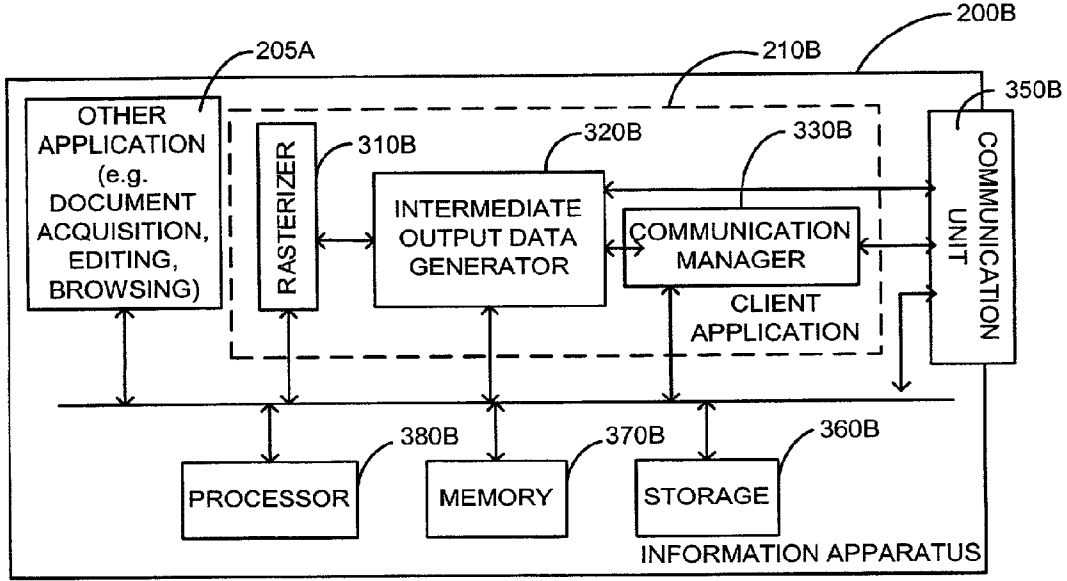 200B
205A
210B
350B
OTHER
APPLICATION
(e.g.
DOCUMENT
ACQUISITION,
EDITING,
BROWSING)
RASTERIZER
310B
320B
330B
INTERMEDIATE
OUTPUT DATA
GENERATOR
COMMUNICATION
MANAGER
CLIENT
APPLICATION
COMMUNICATION
UNIT
380B
370B
360B
PROCESSOR
MEMORY
STORAGE
INFORMATION APPARATUS